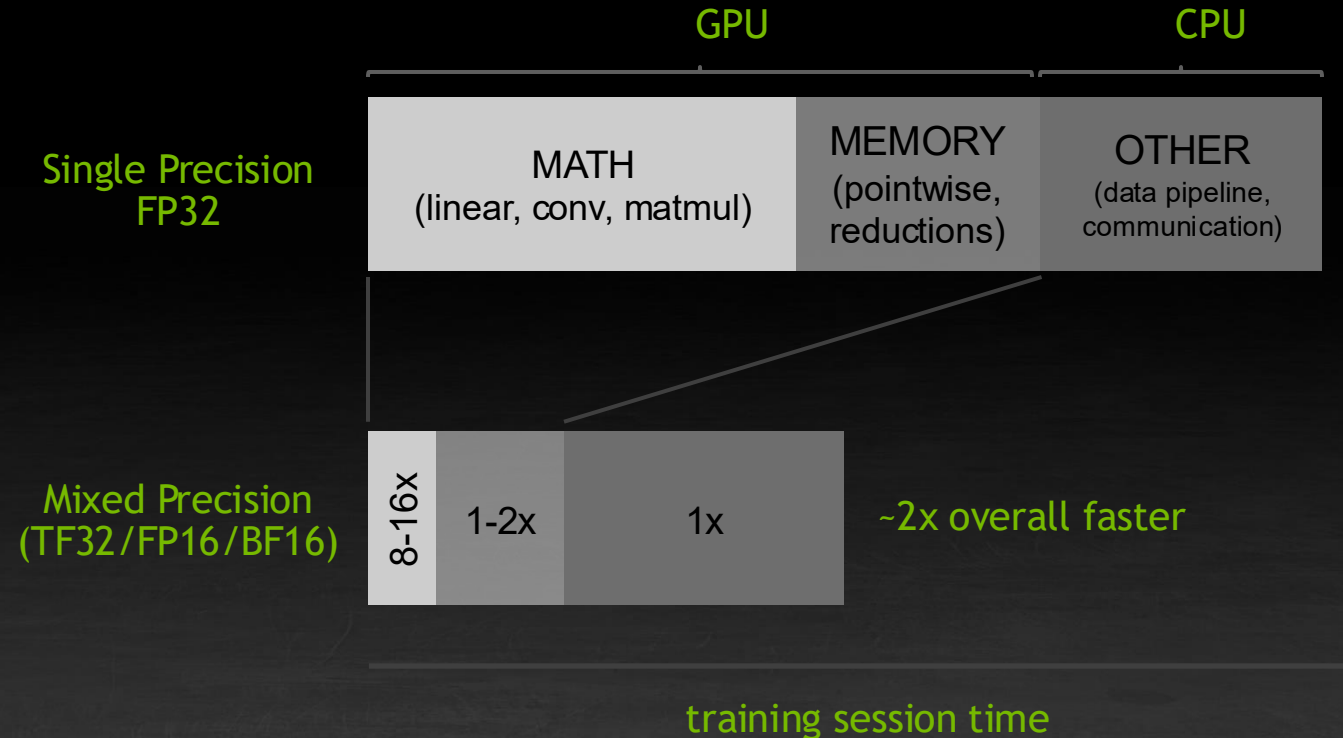 GPU
CPU
Single Precision
FP32
MATH
(linear, conv, matmul)
MEMORY
(pointwise,
reductions)
OTHER
(data pipeline,
communication)
Mixed Precision
(TF32/FP16/BF16)
8-16x
1-2x
1x
~2x overall faster
training session time